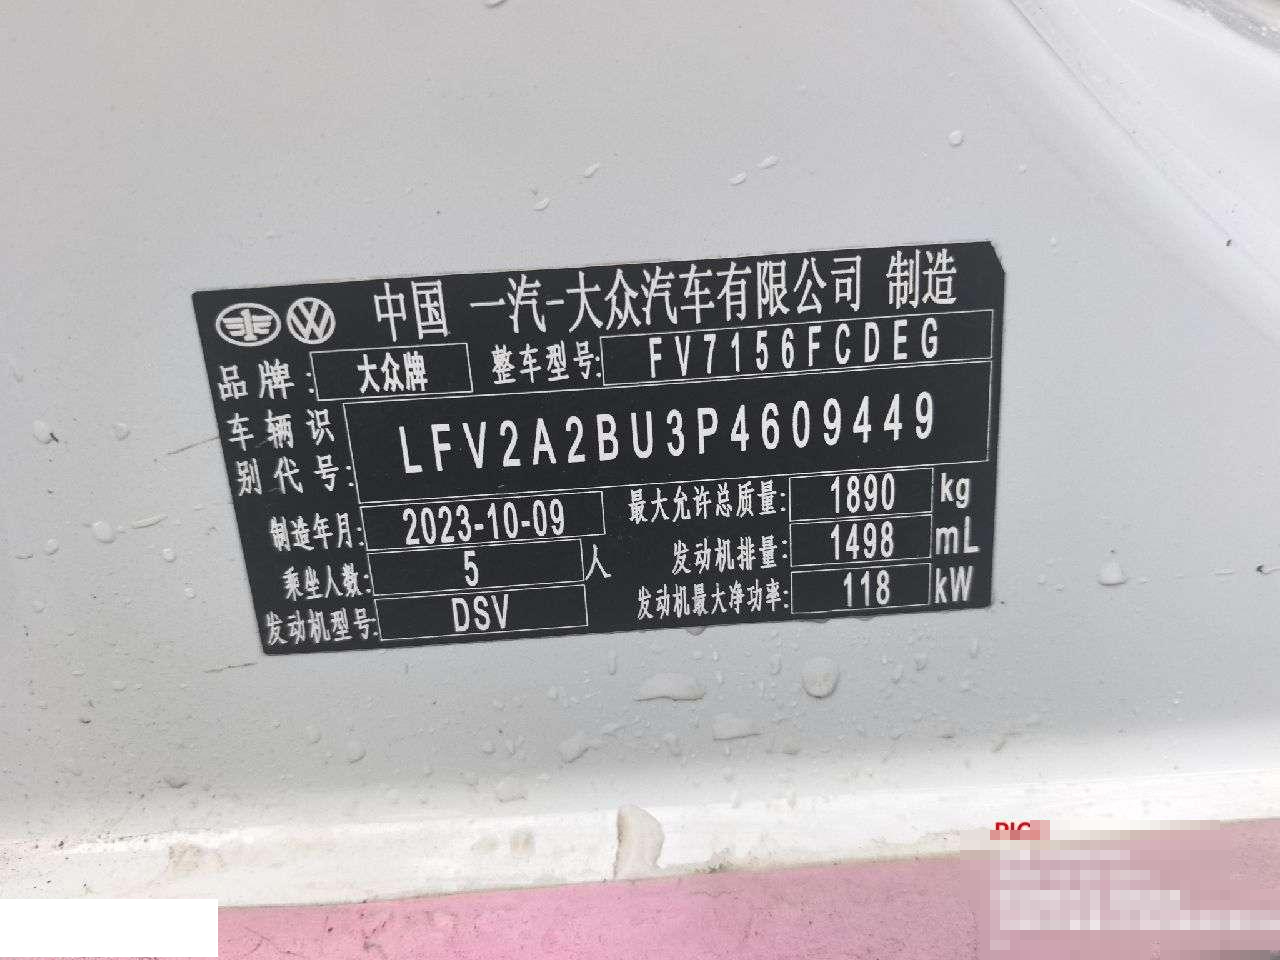 中国 一汽-大众汽车有限公司 制造
品牌: 大众牌 整车型号: FV7156FCDEG
车辆识别代号: LFV2A2BU3P4609449
制造年月: 2023-10-09 最大允许总质量: 1890 kg
乘坐人数: 5 人 发动机排量: 1498 mL
发动机型号: DSV 发动机最大净功率: 118 kW